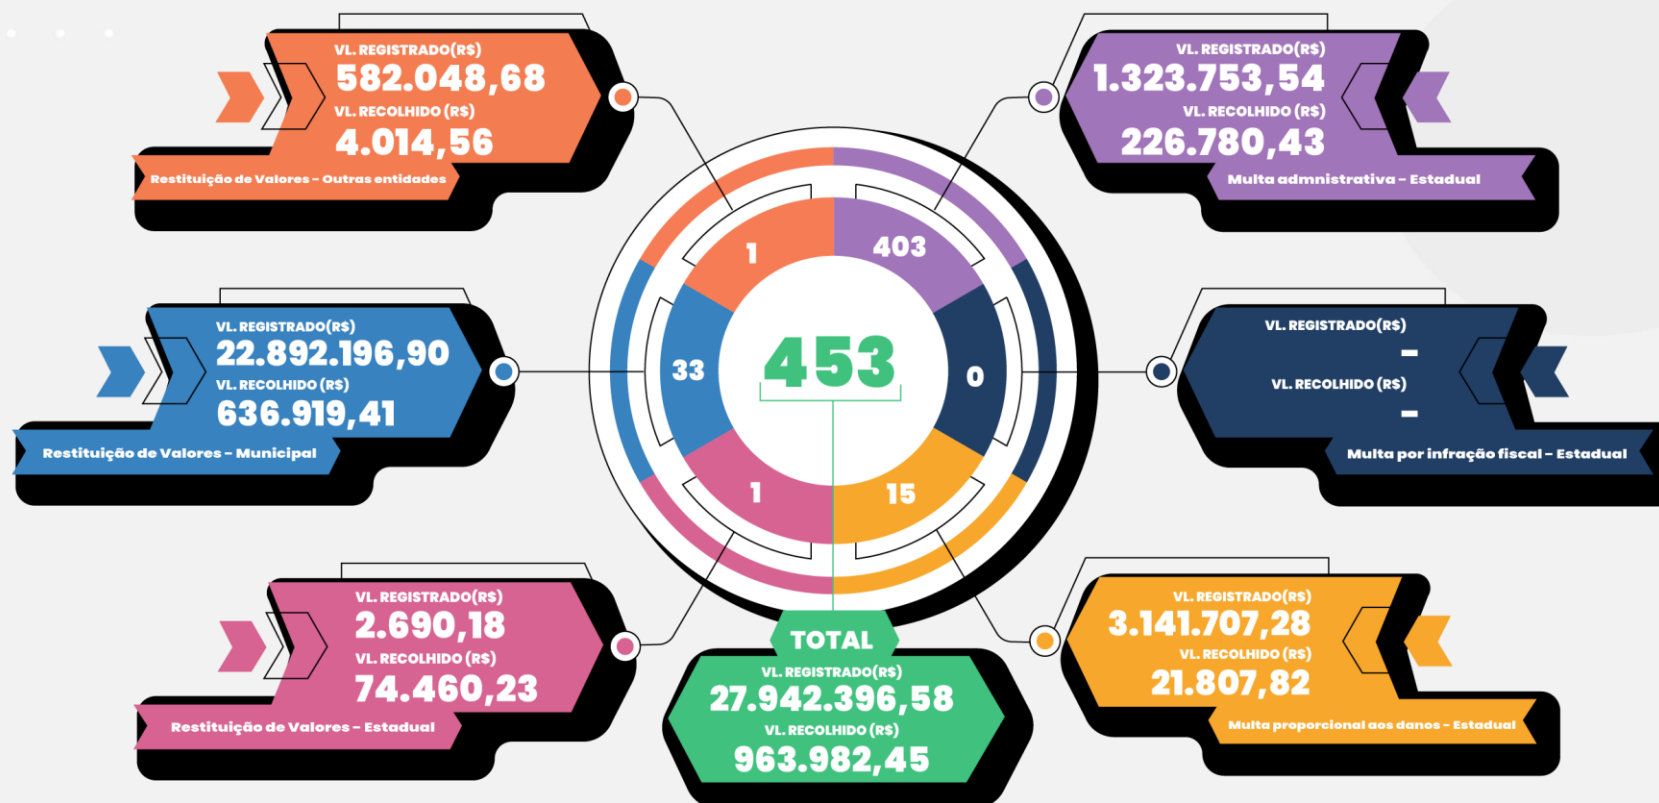 VL. REGISTRADO(R$)
582.048,68
VL. RECOLHIDO (R$)
4.014,56
Restituição de Valores - Outras entidades
VL. REGISTRADO(R$)
1.323.753,54
VL. RECOLHIDO (R$)
226.780,43
Multa admnistrativa - Estadual
VL. REGISTRADO(R$)
22.892.196,90
VL. RECOLHIDO (R$)
636.919,41
Restituição de Valores - Municipal
1
403
33
453
0
1
15
VL. REGISTRADO(R$)
-
VL. RECOLHIDO (R$)
-
Multa por infração fiscal - Estadual
VL. REGISTRADO(R$)
2.690,18
VL. RECOLHIDO (R$)
74.460,23
Restituição de Valores - Estadual
TOTAL
VL. REGISTRADO(R$)
27.942.396,58
VL. RECOLHIDO (R$)
963.982,45
VL. REGISTRADO(R$)
3.141.707,28
VL. RECOLHIDO (R$)
21.807,82
Multa proporcional aos danos - Estadual